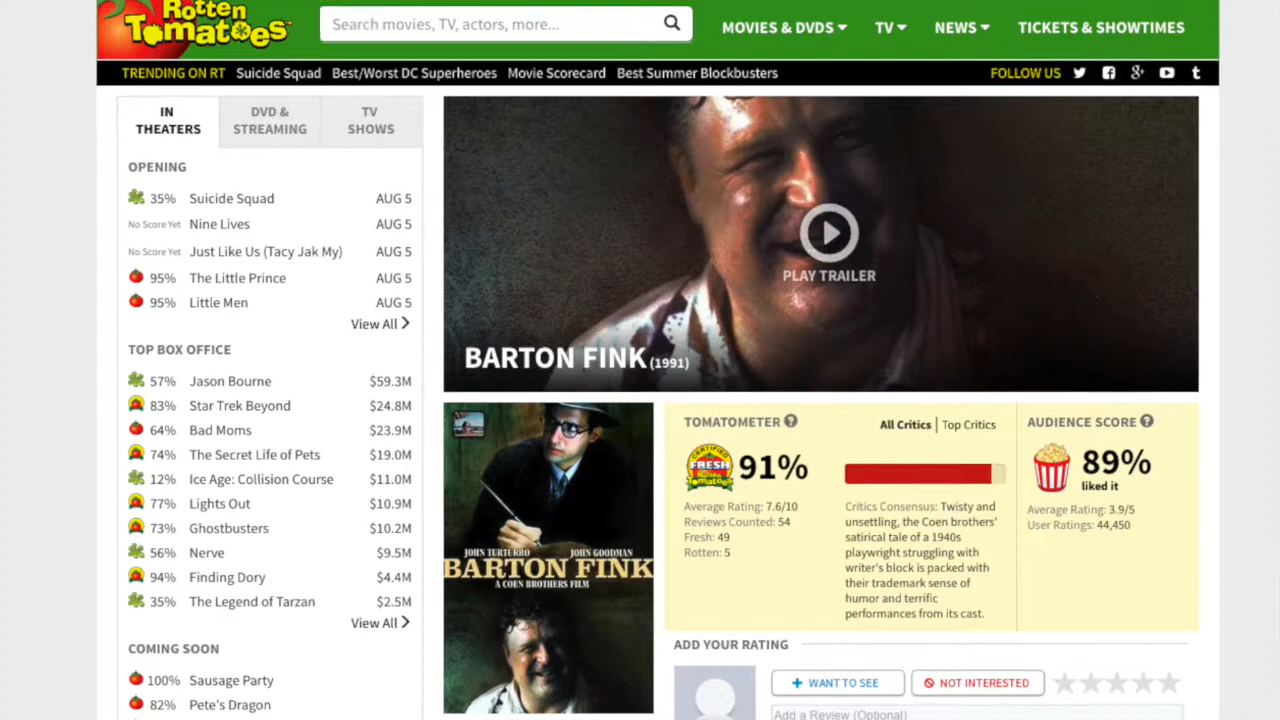 Rotten
Tomatoes™
Search movies, TV, actors, more...
MOVIES & DVDS TV NEWS TICKETS & SHOWTIMES
TRENDING ON RT Suicide Squad Best/Worst DC Superheroes Movie Scorecard Best Summer Blockbusters FOLLOW US
IN THEATERS
DVD & STREAMING
TV SHOWS
OPENING
35% Suicide Squad AUG 5
No Score Yet Nine Lives AUG 5
No Score Yet Just Like Us (Tacy Jak My) AUG 5
95% The Little Prince AUG 5
95% Little Men AUG 5
View All
TOP BOX OFFICE
57% Jason Bourne $59.3M
83% Star Trek Beyond $24.8M
64% Bad Moms $23.9M
74% The Secret Life of Pets $19.0M
12% Ice Age: Collision Course $11.0M
77% Lights Out $10.9M
73% Ghostbusters $10.2M
56% Nerve $9.5M
94% Finding Dory $4.4M
35% The Legend of Tarzan $2.5M
View All
COMING SOON
100% Sausage Party
82% Pete's Dragon
PLAY TRAILER
BARTON FINK (1991)
JOHN TURTURRO JOHN GOODMAN
BARTON FINK
A COEN BROTHERS FILM
TOMATOMETER ?
All Critics | Top Critics
CERTIFIED
FRESH
Rotten
Tomatoes
91%
Average Rating: 7.6/10
Reviews Counted: 54
Fresh: 49
Rotten: 5
Critics Consensus: Twisty and
unsettling, the Coen brothers'
satirical tale of a 1940s
playwright struggling with
writer's block is packed with
their trademark sense of
humor and terrific
performances from its cast.
AUDIENCE SCORE ?
89%
liked it
Average Rating: 3.9/5
User Ratings: 44,450
ADD YOUR RATING
+ WANT TO SEE
NOT INTERESTED
Add a Review (Optional)